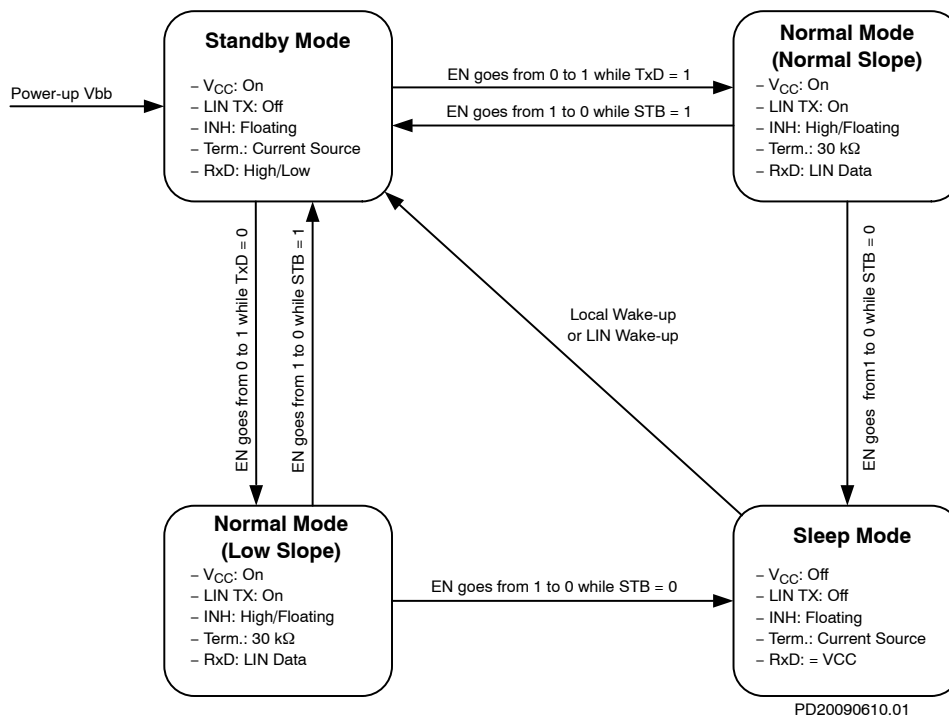 Power-up Vbb
Standby Mode
– VCC: On
– LIN TX: Off
– INH: Floating
– Term.: Current Source
– RxD: High/Low
EN goes from 0 to 1 while TxD = 1
EN goes from 1 to 0 while STB = 1
Normal Mode
(Normal Slope)
– VCC: On
– LIN TX: On
– INH: High/Floating
– Term.: 30 kΩ
– RxD: LIN Data
EN goes from 0 to 1 while TxD = 0
EN goes from 1 to 0 while STB = 1
Local Wake-up
or LIN Wake-up
EN goes from 1 to 0 while STB = 0
Normal Mode
(Low Slope)
– VCC: On
– LIN TX: On
– INH: High/Floating
– Term.: 30 kΩ
– RxD: LIN Data
EN goes from 1 to 0 while STB = 0
Sleep Mode
– VCC: Off
– LIN TX: Off
– INH: Floating
– Term.: Current Source
– RxD: = VCC
PD20090610.01